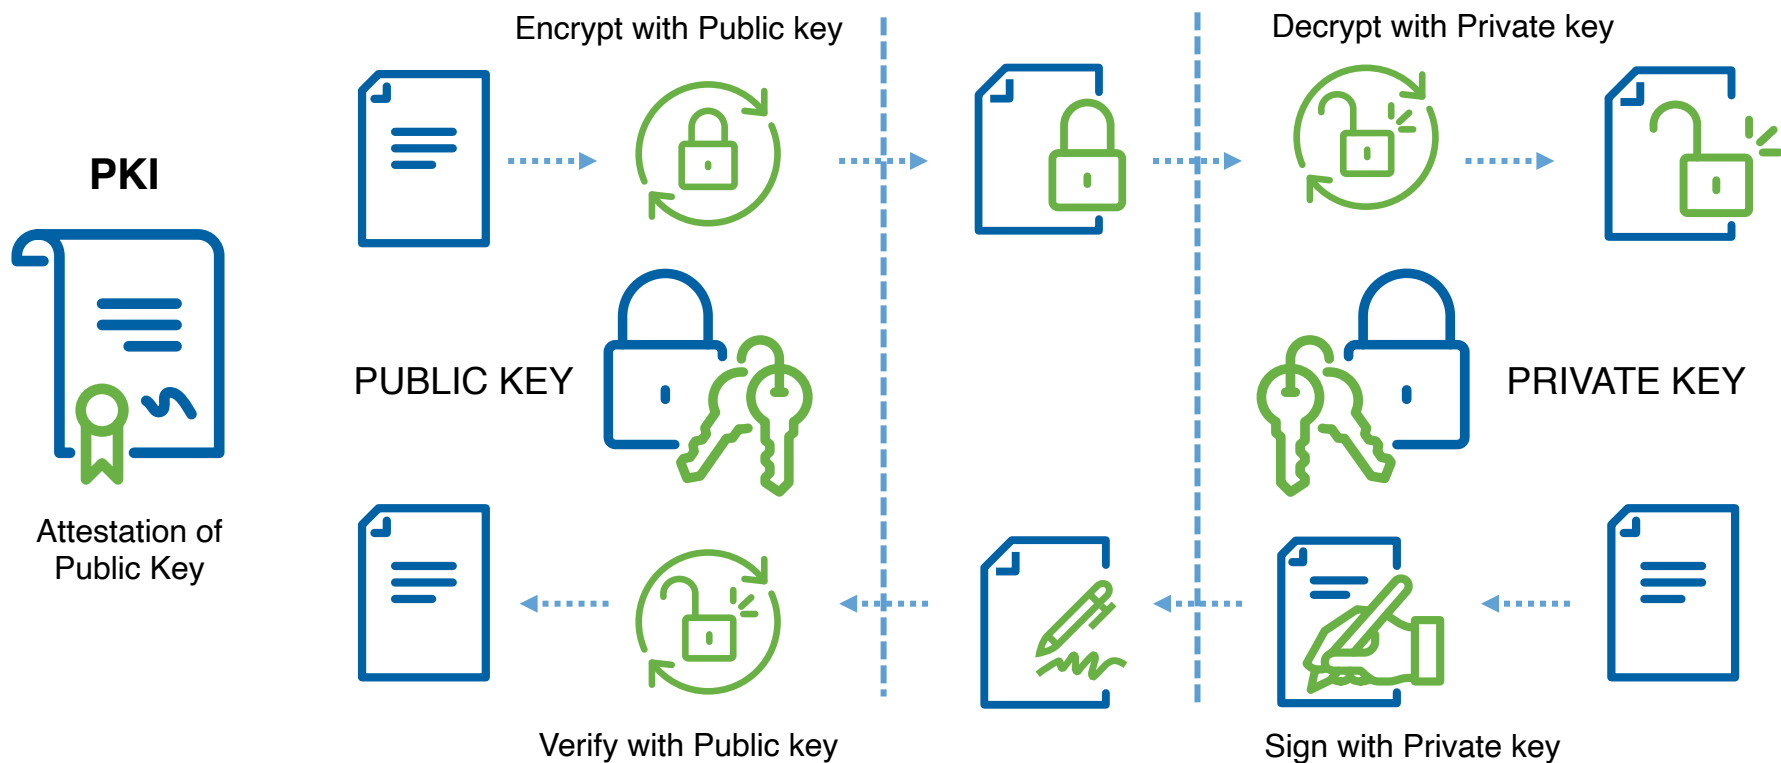 Encrypt with Public key
Decrypt with Private key
PKI
PUBLIC KEY
PRIVATE KEY
Attestation of
Public Key
Verify with Public key
Sign with Private key